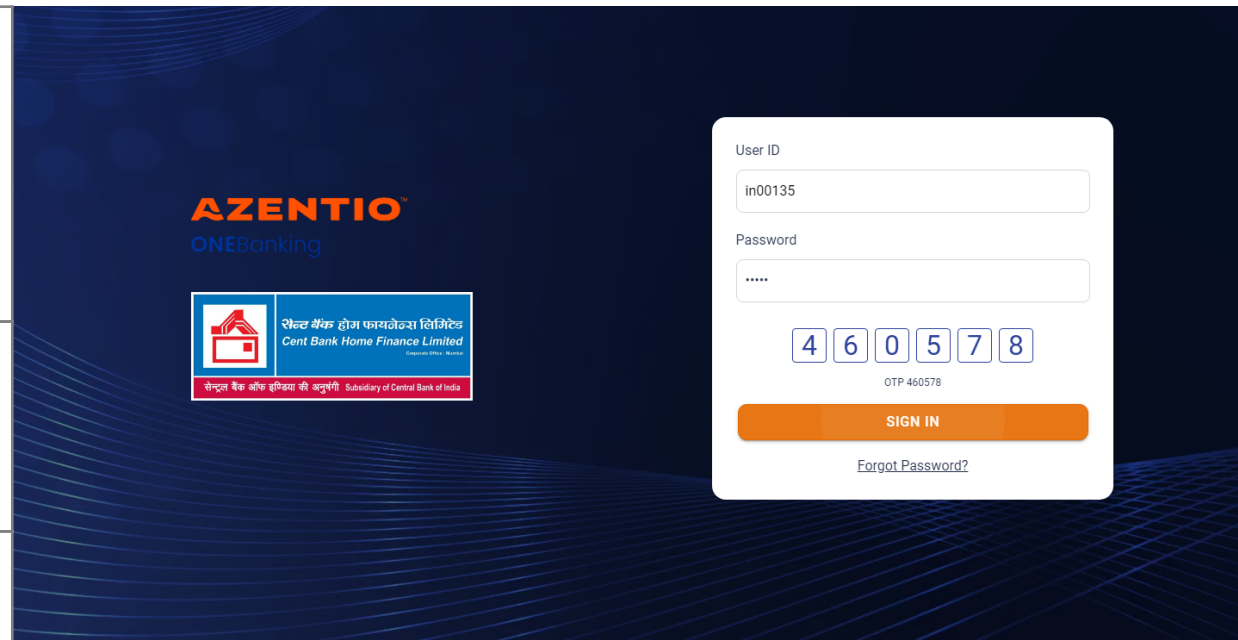 AZENTIO™
ONEBanking
सेन्ट बैंक होम फायनेन्स लिमिटेड
Cent Bank Home Finance Limited
Corporate Office : Mumbai
सेन्ट्रल बैंक ऑफ इण्डिया की अनुषंगी Subsidiary of Central Bank of India
User ID
in00135
Password
•••••
4 6 0 5 7 8
OTP 460578
SIGN IN
Forgot Password?